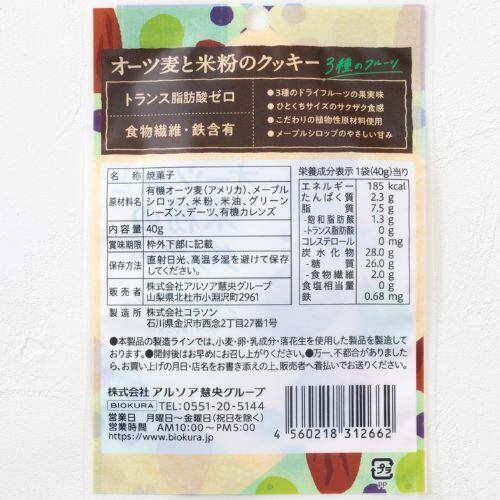 オーツ麦と米粉のクッキー 3種のフルーツ
トランス脂肪酸ゼロ
食物繊維・鉄含有
●3種のドライフルーツの果実味
●ひとくちサイズのサクザク食感
●こだわりの植物性原材料使用
●メープルシロップのやさしい甘み
名称 焼菓子
原材料名 有機オーツ麦(アメリカ)、メープル
シロップ、米粉、米油、グリーン
レーズン、デーツ、有機カレンズ
内容量 40g
賞味期限 枠外下部に記載
保存方法 直射日光、高温多湿を避けて保存
してください。
販売者 株式会社アルソア慧央グループ
山梨県北杜市小淵沢町2961
製造所 株式会社コラソン
石川県金沢市西念2丁目27番1号
栄養成分表示 1袋(40g)当り
エネルギー 185 kcal
たんぱく質 2.3 g
脂質 7.5 g
-飽和脂肪酸 1.3 g
-トランス脂肪酸 0 g
コレステロール 0 mg
炭水化物 28.0 g
-糖質 26.0 g
-食物繊維 2.0 g
食塩相当量 0 g
鉄 0.68 mg
●本製品の製造ラインでは、小麦・卵・乳成分・落花生を使用した製品を製造して
おります。●開封後はお早めにお召し上がりください。●万一、不都合がありました
ら、お買い上げの月日・店名をお書き添えの上、販売者へ着払いでお送りください。
株式会社 アルソア慧央グループ
BIOKURA TEL:0551-20-5144
営業日 月曜日〜金曜日(祝日を除く)
営業時間 AM10:00〜PM5:00
https://www.biokura.jp
4 560218 312662
プラ
PP